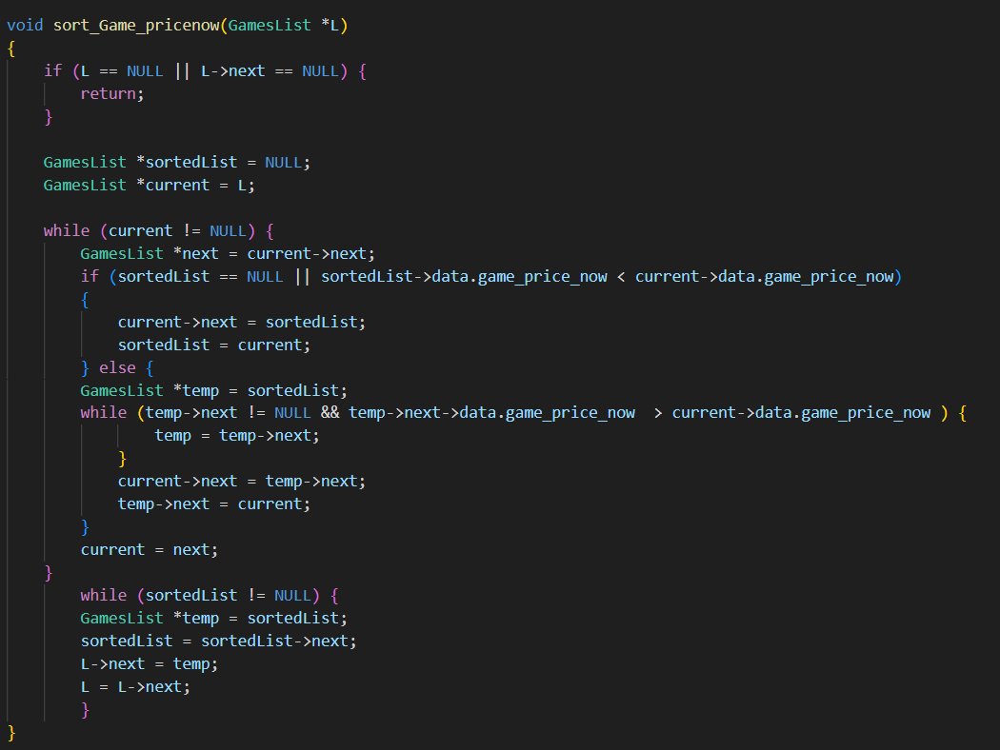 void sort_Game_pricenow(GamesList *L)
{
    if (L == NULL || L->next == NULL) {
        return;
    }

    GamesList *sortedList = NULL;
    GamesList *current = L;

    while (current != NULL) {
        GamesList *next = current->next;
        if (sortedList == NULL || sortedList->data.game_price_now < current->data.game_price_now)
        {
            current->next = sortedList;
            sortedList = current;
        } else {
        GamesList *temp = sortedList;
        while (temp->next != NULL && temp->next->data.game_price_now  > current->data.game_price_now ) {
                temp = temp->next;
            }
            current->next = temp->next;
            temp->next = current;
        }
        current = next;
    }
        while (sortedList != NULL) {
        GamesList *temp = sortedList;
        sortedList = sortedList->next;
        L->next = temp;
        L = L->next;
        }
}